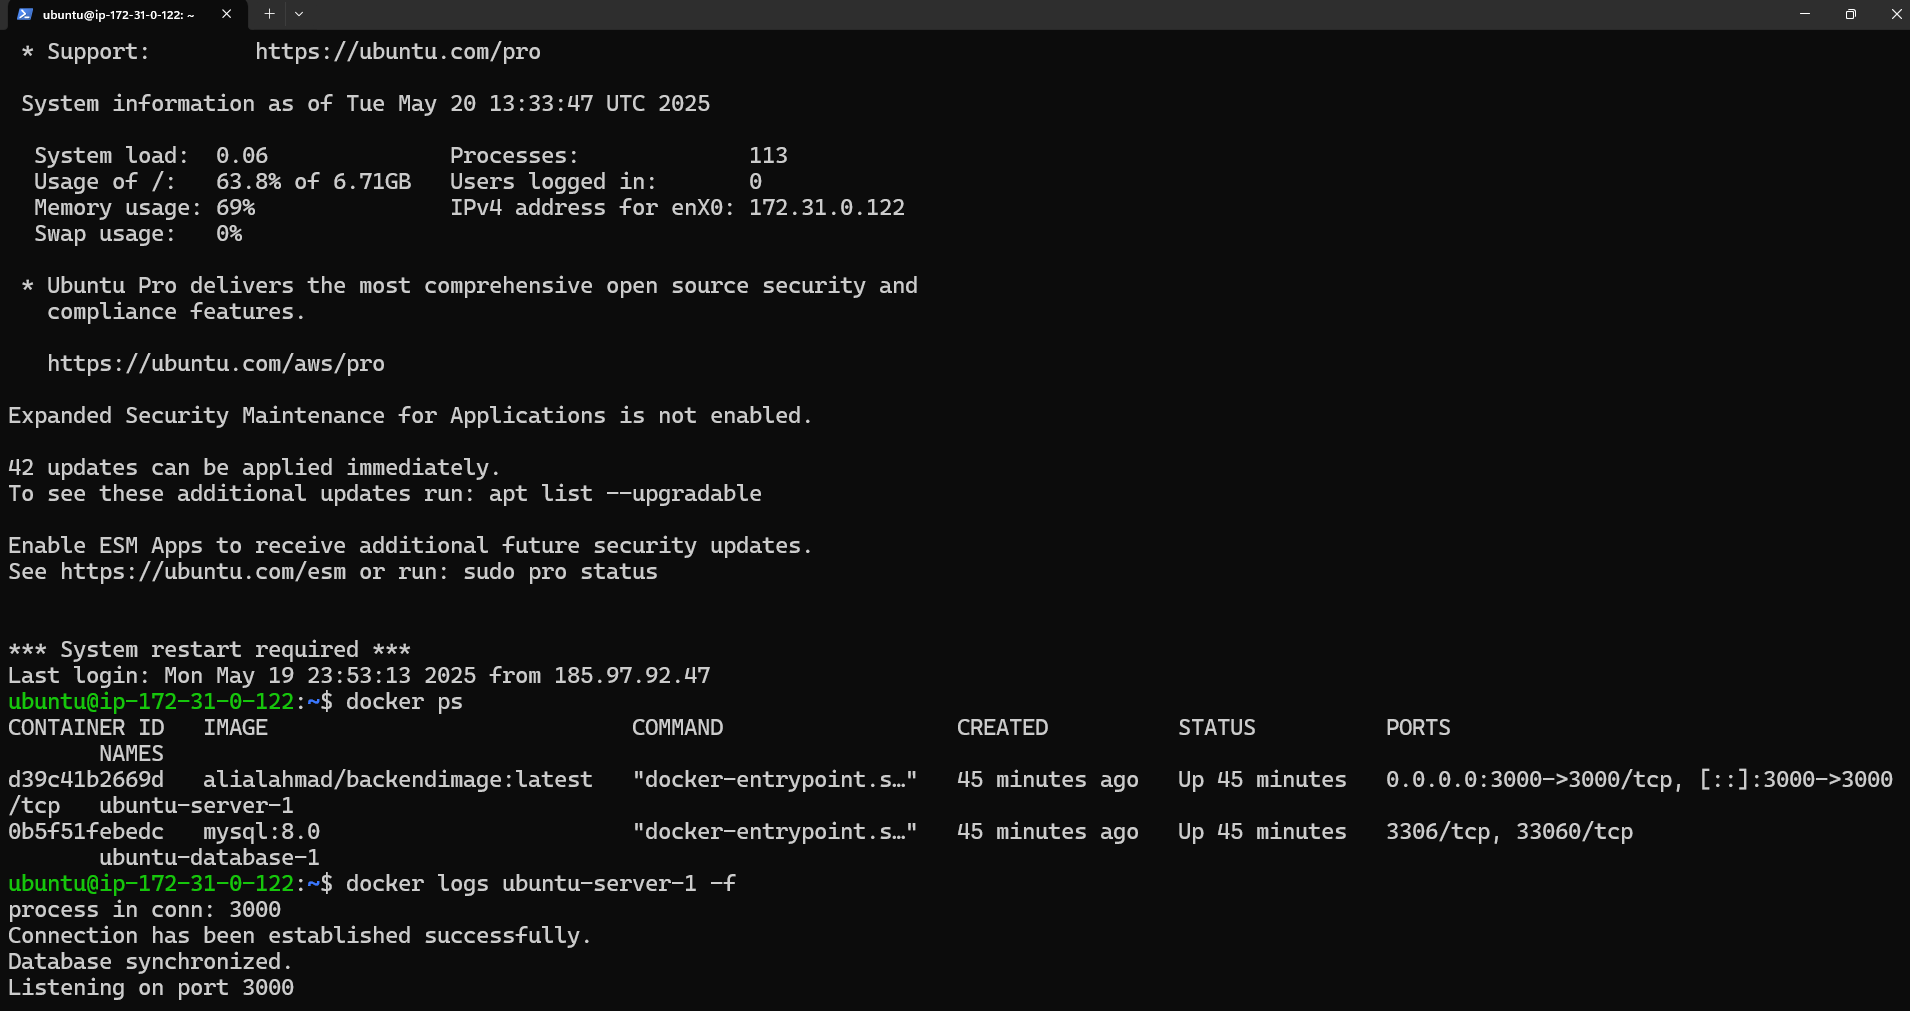 ubuntu@ip-172-31-0-122: ~
* Support:        https://ubuntu.com/pro
System information as of Tue May 20 13:33:47 UTC 2025
System load:  0.06              Processes:             113
Usage of /:   63.8% of 6.71GB   Users logged in:       0
Memory usage: 69%               IPv4 address for enX0: 172.31.0.122
Swap usage:   0%
* Ubuntu Pro delivers the most comprehensive open source security and
compliance features.
https://ubuntu.com/aws/pro
Expanded Security Maintenance for Applications is not enabled.
42 updates can be applied immediately.
To see these additional updates run: apt list --upgradable
Enable ESM Apps to receive additional future security updates.
See https://ubuntu.com/esm or run: sudo pro status
*** System restart required ***
Last login: Mon May 19 23:53:13 2025 from 185.97.92.47
ubuntu@ip-172-31-0-122:~$ docker ps
CONTAINER ID   IMAGE                            COMMAND                  CREATED          STATUS          PORTS
NAMES
d39c41b2669d   alialahmad/backendimage:latest   "docker-entrypoint.s…"   45 minutes ago   Up 45 minutes   0.0.0.0:3000->3000/tcp, [::]:3000->3000
/tcp   ubuntu-server-1
0b5f51febedc   mysql:8.0                        "docker-entrypoint.s…"   45 minutes ago   Up 45 minutes   3306/tcp, 33060/tcp
ubuntu-database-1
ubuntu@ip-172-31-0-122:~$ docker logs ubuntu-server-1 -f
process in conn: 3000
Connection has been established successfully.
Database synchronized.
Listening on port 3000